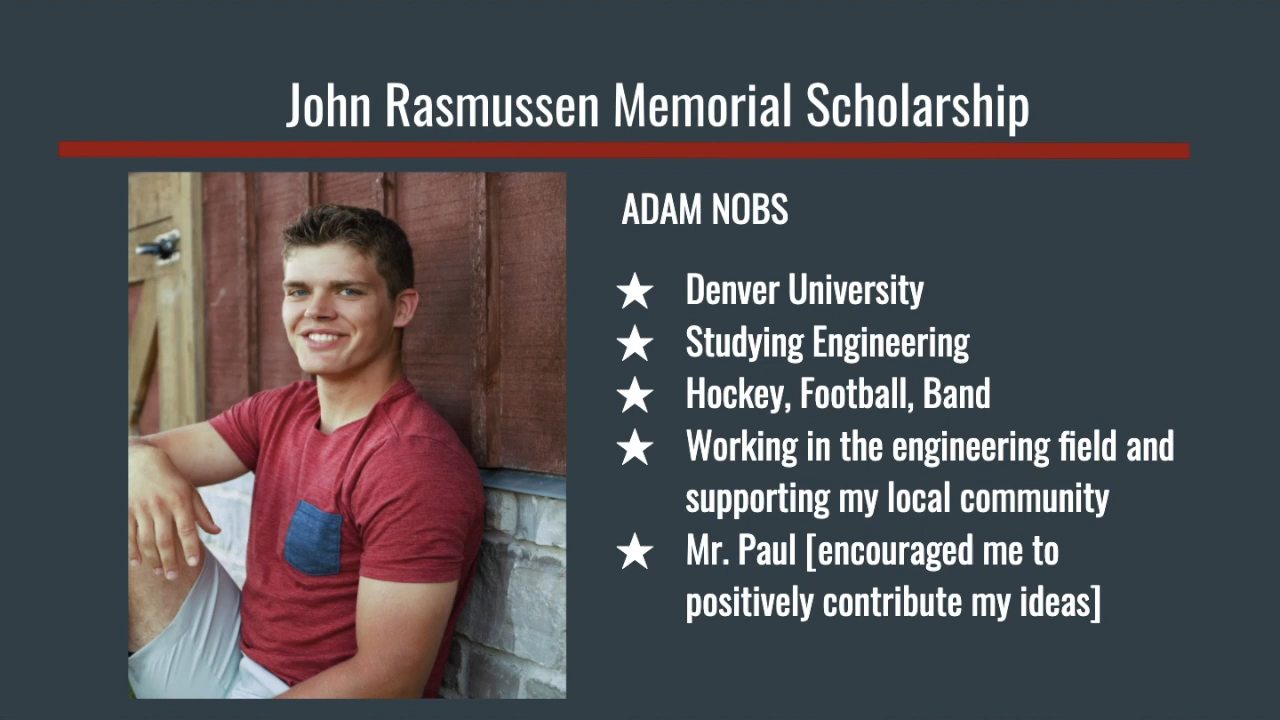 John Rasmussen Memorial Scholarship
ADAM NOBS
★ Denver University
★ Studying Engineering
★ Hockey, Football, Band
★ Working in the engineering field and
supporting my local community
★ Mr. Paul [encouraged me to
positively contribute my ideas]